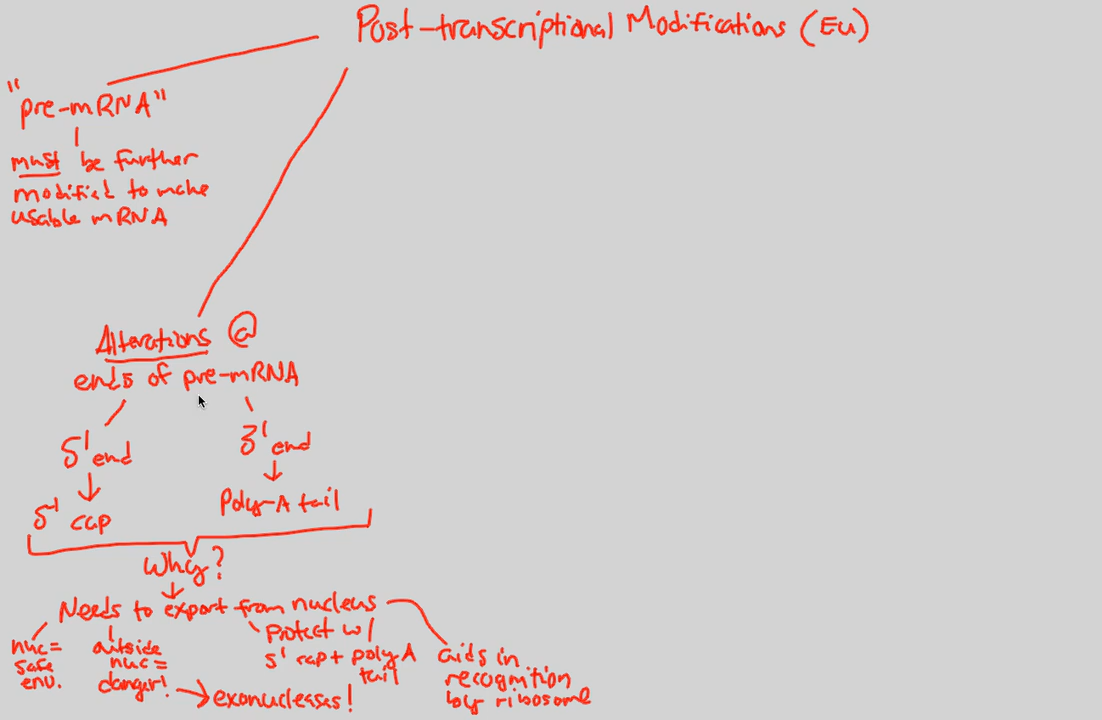 Post-transcriptional Modifications (Eu)
"pre-mRNA"
must be further
modified to make
usable mRNA
Alterations @
ends of pre-mRNA
5' end
3' end
5' cap
Poly-A tail
Why?
Needs to export from nucleus
nuc =
safe
env.
outside
nuc =
danger!
exonucleases!
Protect w/
5' cap + poly A
tail
aids in
recognition
by ribosome